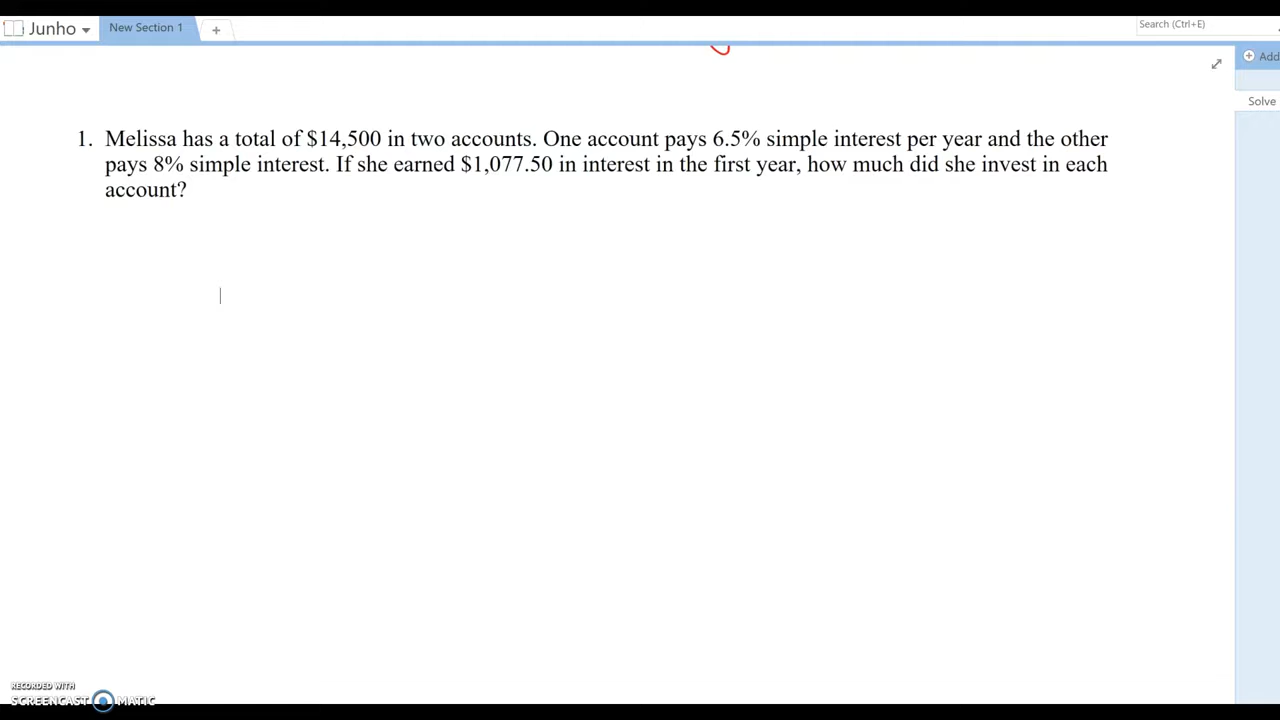 Junho
New Section 1
+
Search (Ctrl+E)
Add
Solve
1. Melissa has a total of $14,500 in two accounts. One account pays 6.5% simple interest per year and the other
pays 8% simple interest. If she earned $1,077.50 in interest in the first year, how much did she invest in each
account?
RECORDED WITH
SCREENCAST MATIC